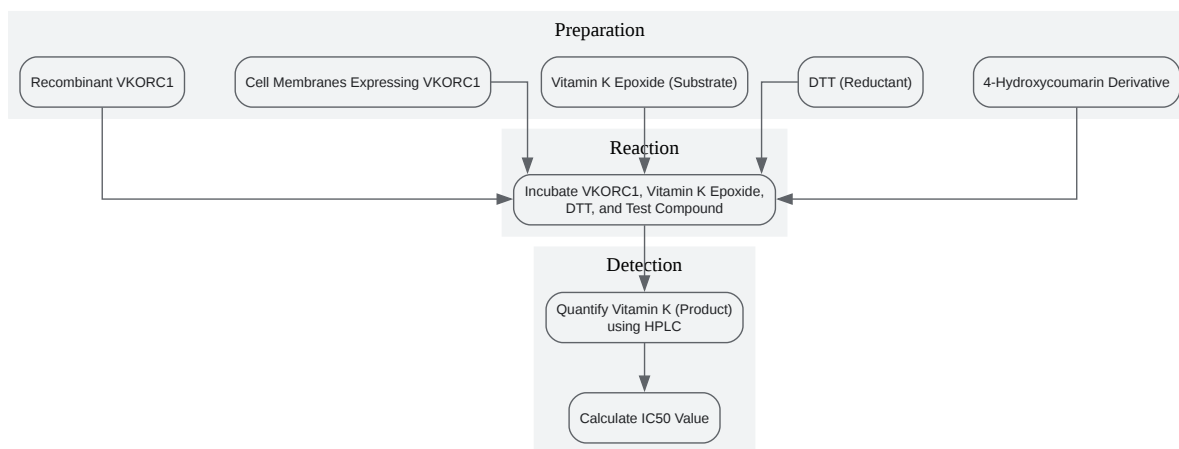 Preparation
Recombinant VKORC1
Cell Membranes Expressing VKORC1
Vitamin K Epoxide (Substrate)
DTT (Reductant)
4-Hydroxycoumarin Derivative
Reaction
Incubate VKORC1, Vitamin K Epoxide,
DTT, and Test Compound
Detection
Quantify Vitamin K (Product)
using HPLC
Calculate IC50 Value